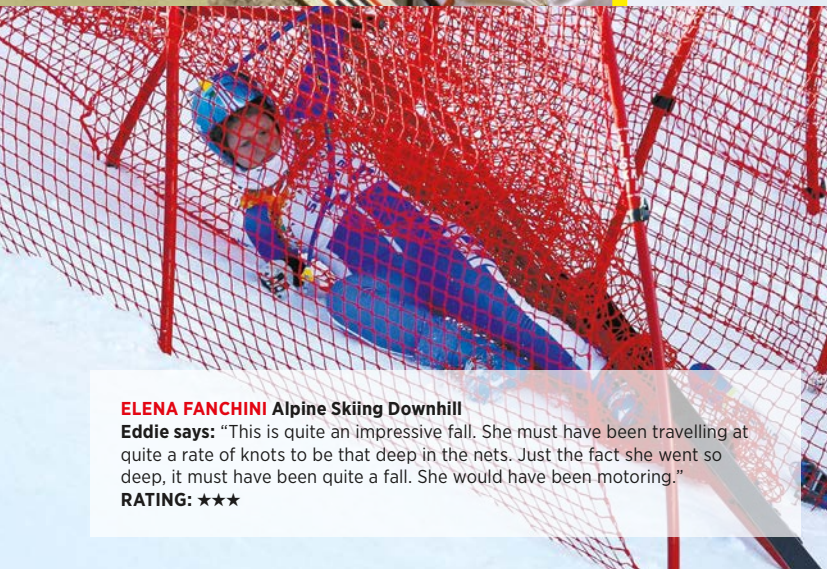 ELENA FANCHINI Alpine Skiing Downhill
Eddie says: “This is quite an impressive fall. She must have been travelling at
quite a rate of knots to be that deep in the nets. Just the fact she went so
deep, it must have been quite a fall. She would have been motoring.”
RATING: ★★★